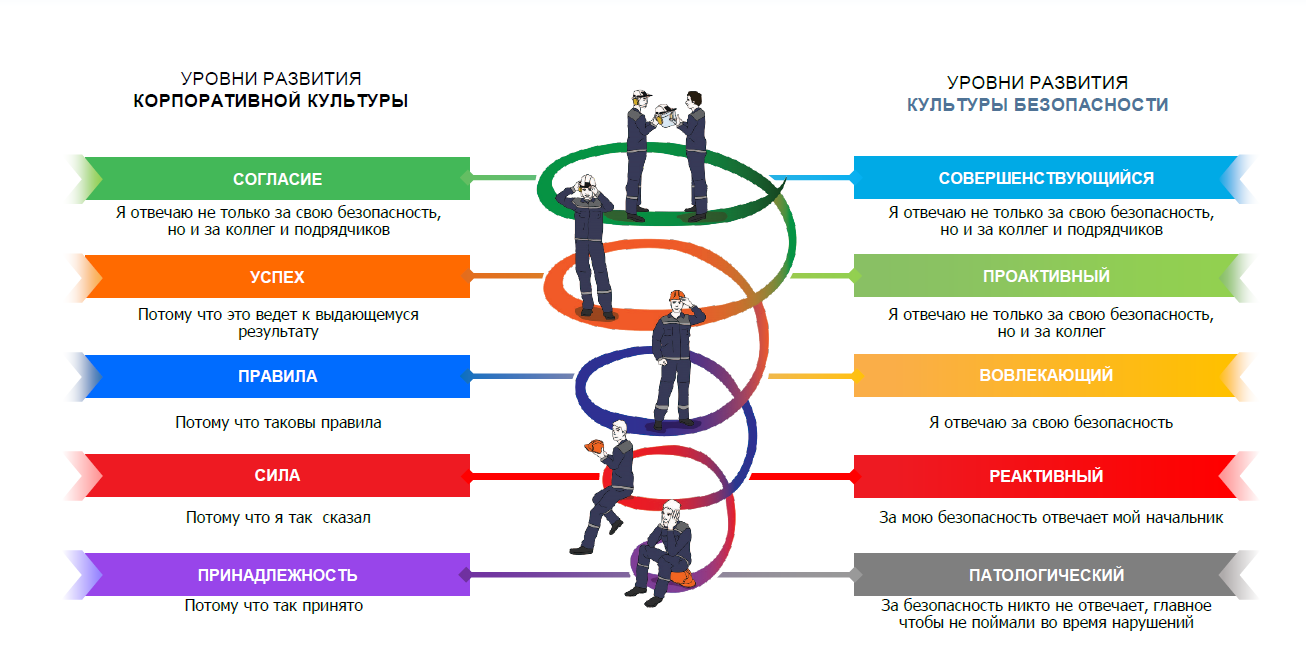 УРОВНИ РАЗВИТИЯ
КОРПОРАТИВНОЙ КУЛЬТУРЫ
СОГЛАСИЕ
Я отвечаю не только за свою безопасность,
но и за коллег и подрядчиков
УСПЕХ
Потому что это ведет к выдающемуся
результату
ПРАВИЛА
Потому что таковы правила
СИЛА
Потому что я так сказал
ПРИНАДЛЕЖНОСТЬ
Потому что так принято
УРОВНИ РАЗВИТИЯ
КУЛЬТУРЫ БЕЗОПАСНОСТИ
СОВЕРШЕНСТВУЮЩИЙСЯ
Я отвечаю не только за свою безопасность,
но и за коллег и подрядчиков
ПРОАКТИВНЫЙ
Я отвечаю не только за свою безопасность,
но и за коллег
ВОВЛЕКАЮЩИЙ
Я отвечаю за свою безопасность
РЕАКТИВНЫЙ
За мою безопасность отвечает мой начальник
ПАТОЛОГИЧЕСКИЙ
За безопасность никто не отвечает, главное
чтобы не поймали во время нарушений